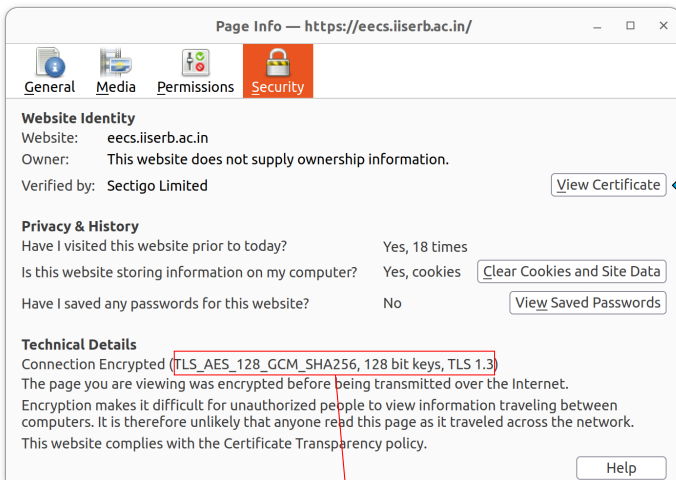 Page Info — https://eecs.iiserb.ac.in/
General Media Permissions Security
Website Identity
Website: eecs.iiserb.ac.in
Owner: This website does not supply ownership information.
Verified by: Sectigo Limited View Certificate
Privacy & History
Have I visited this website prior to today? Yes, 18 times
Is this website storing information on my computer? Yes, cookies Clear Cookies and Site Data
Have I saved any passwords for this website? No View Saved Passwords
Technical Details
Connection Encrypted (TLS_AES_128_GCM_SHA256, 128 bit keys, TLS 1.3)
The page you are viewing was encrypted before being transmitted over the Internet.
Encryption makes it difficult for unauthorized people to view information traveling between
computers. It is therefore unlikely that anyone read this page as it traveled across the network.
This website complies with the Certificate Transparency policy.
Help